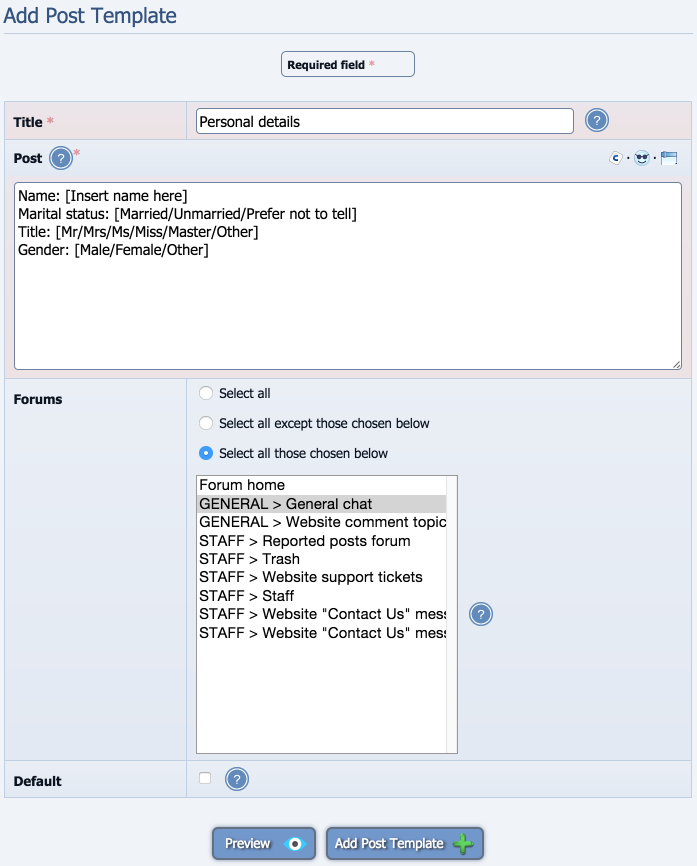 Add Post Template
Required field *
Title *
Personal details
?
Post ? *
C
Name: [Insert name here]
Marital status: [Married/Unmarried/Prefer not to tell]
Title: [Mr/Mrs/Ms/Miss/Master/Other]
Gender: [Male/Female/Other]
Forums
Select all
Select all except those chosen below
Select all those chosen below
Forum home
GENERAL > General chat
GENERAL > Website comment topic
STAFF > Reported posts forum
STAFF > Trash
STAFF > Website support tickets
STAFF > Staff
STAFF > Website "Contact Us" mess
STAFF > Website "Contact Us" mess
?
Default
?
Preview
Add Post Template